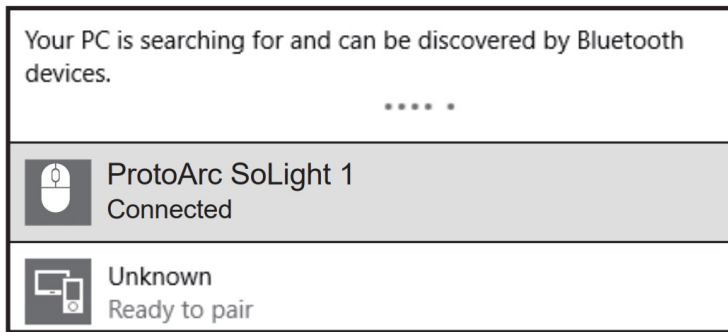 Your PC is searching for and can be discovered by Bluetooth
devices.
ProtoArc SoLight 1
Connected
Unknown
Ready to pair